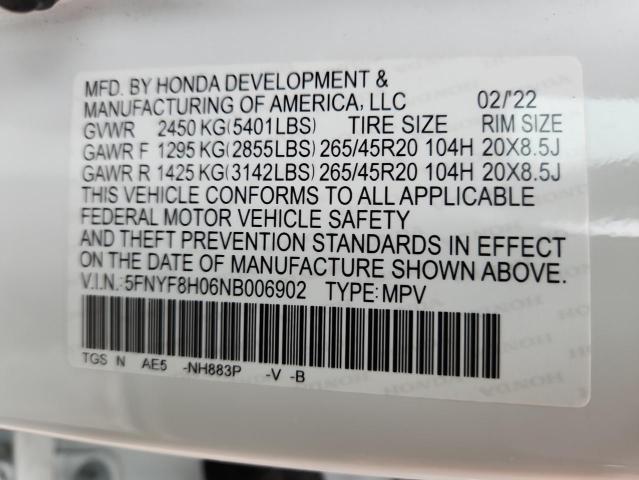 MFD. BY HONDA DEVELOPMENT &
MANUFACTURING OF AMERICA, LLC 02/'22
GVWR 2450 KG(5401LBS) TIRE SIZE RIM SIZE
GAWR F 1295 KG(2855LBS) 265/45R20 104H 20X8.5J
GAWR R 1425 KG(3142LBS) 265/45R20 104H 20X8.5J
THIS VEHICLE CONFORMS TO ALL APPLICABLE
FEDERAL MOTOR VEHICLE SAFETY
AND THEFT PREVENTION STANDARDS IN EFFECT
ON THE DATE OF MANUFACTURE SHOWN ABOVE.
V.I.N.:5FNYF8H06NB006902 TYPE:MPV
TGS N AE5 -NH883P -V -B